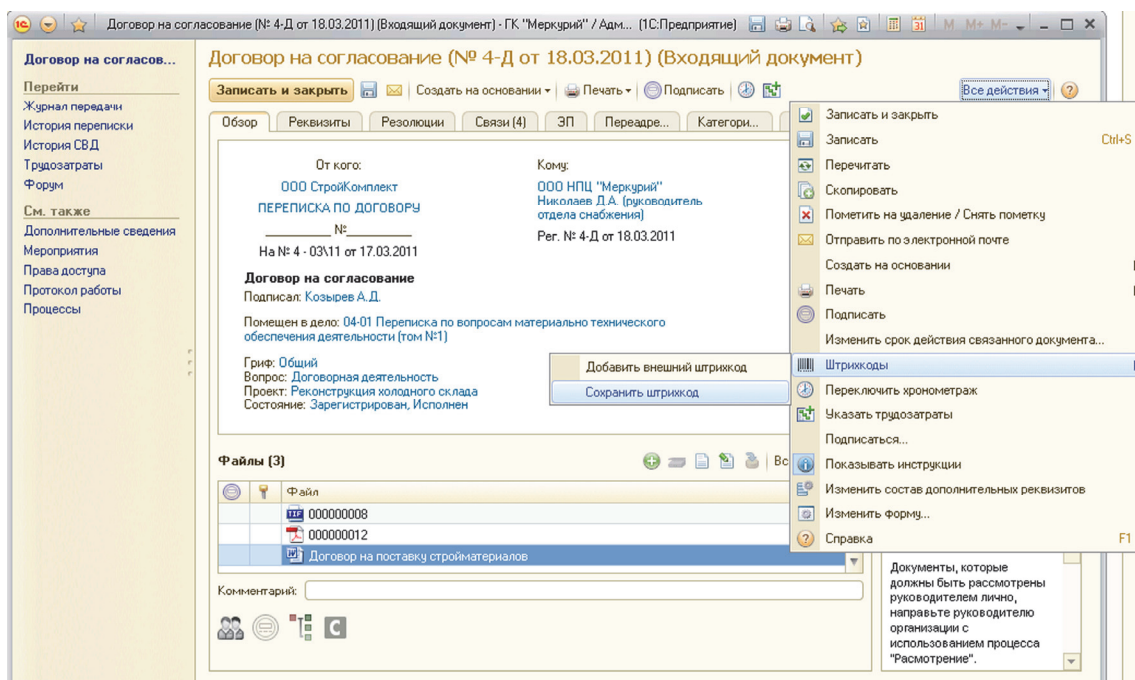 Договор на согласование (№ 4-Д от 18.03.2011) (Входящий документ) - ГК "Меркурий" / Адм... (1С:Предприятие)
M M+ M-
Договор на согласов...
Перейти
Журнал передачи
История переписки
История СВД
Трудозатраты
Форум
См. также
Дополнительные сведения
Мероприятия
Права доступа
Протокол работы
Процессы
Договор на согласование (№ 4-Д от 18.03.2011) (Входящий документ)
Записать и закрыть
Создать на основании
Печать
Подписать
Все действия
Обзор
Реквизиты
Резолюции
Связи (4)
ЭП
Переадре...
Категори...
От кого:
ООО СтройКомплект
ПЕРЕПИСКА ПО ДОГОВОРУ
__________ №__________
На № 4 - 03\11 от 17.03.2011
Кому:
ООО НПЦ "Меркурий"
Николаев Д.А. (руководитель
отдела снабжения)
Рег. № 4-Д от 18.03.2011
Договор на согласование
Подписал: Козырев А.Д.
Помещен в дело: 04-01 Переписка по вопросам материально технического
обеспечения деятельности (том №1)
Гриф: Общий
Вопрос: Договорная деятельность
Проект: Реконструкция холодного склада
Состояние: Зарегистрирован, Исполнен
Добавить внешний штрихкод
Сохранить штрихкод
Записать и закрыть
Записать Ctrl+S
Перечитать
Скопировать
Пометить на удаление / Снять пометку
Отправить по электронной почте
Создать на основании
Печать
Подписать
Изменить срок действия связанного документа...
Штрихкоды
Переключить хронометраж
Указать трудозатраты
Подписаться...
Показывать инструкции
Изменить состав дополнительных реквизитов
Изменить форму...
Справка F1
Файлы (3)
Вс
Файл
000000008
000000012
Договор на поставку стройматериалов
Комментарий:
Документы, которые
должны быть рассмотрены
руководителем лично,
направьте руководителю
организации с
использованием процесса
"Расмотрение".